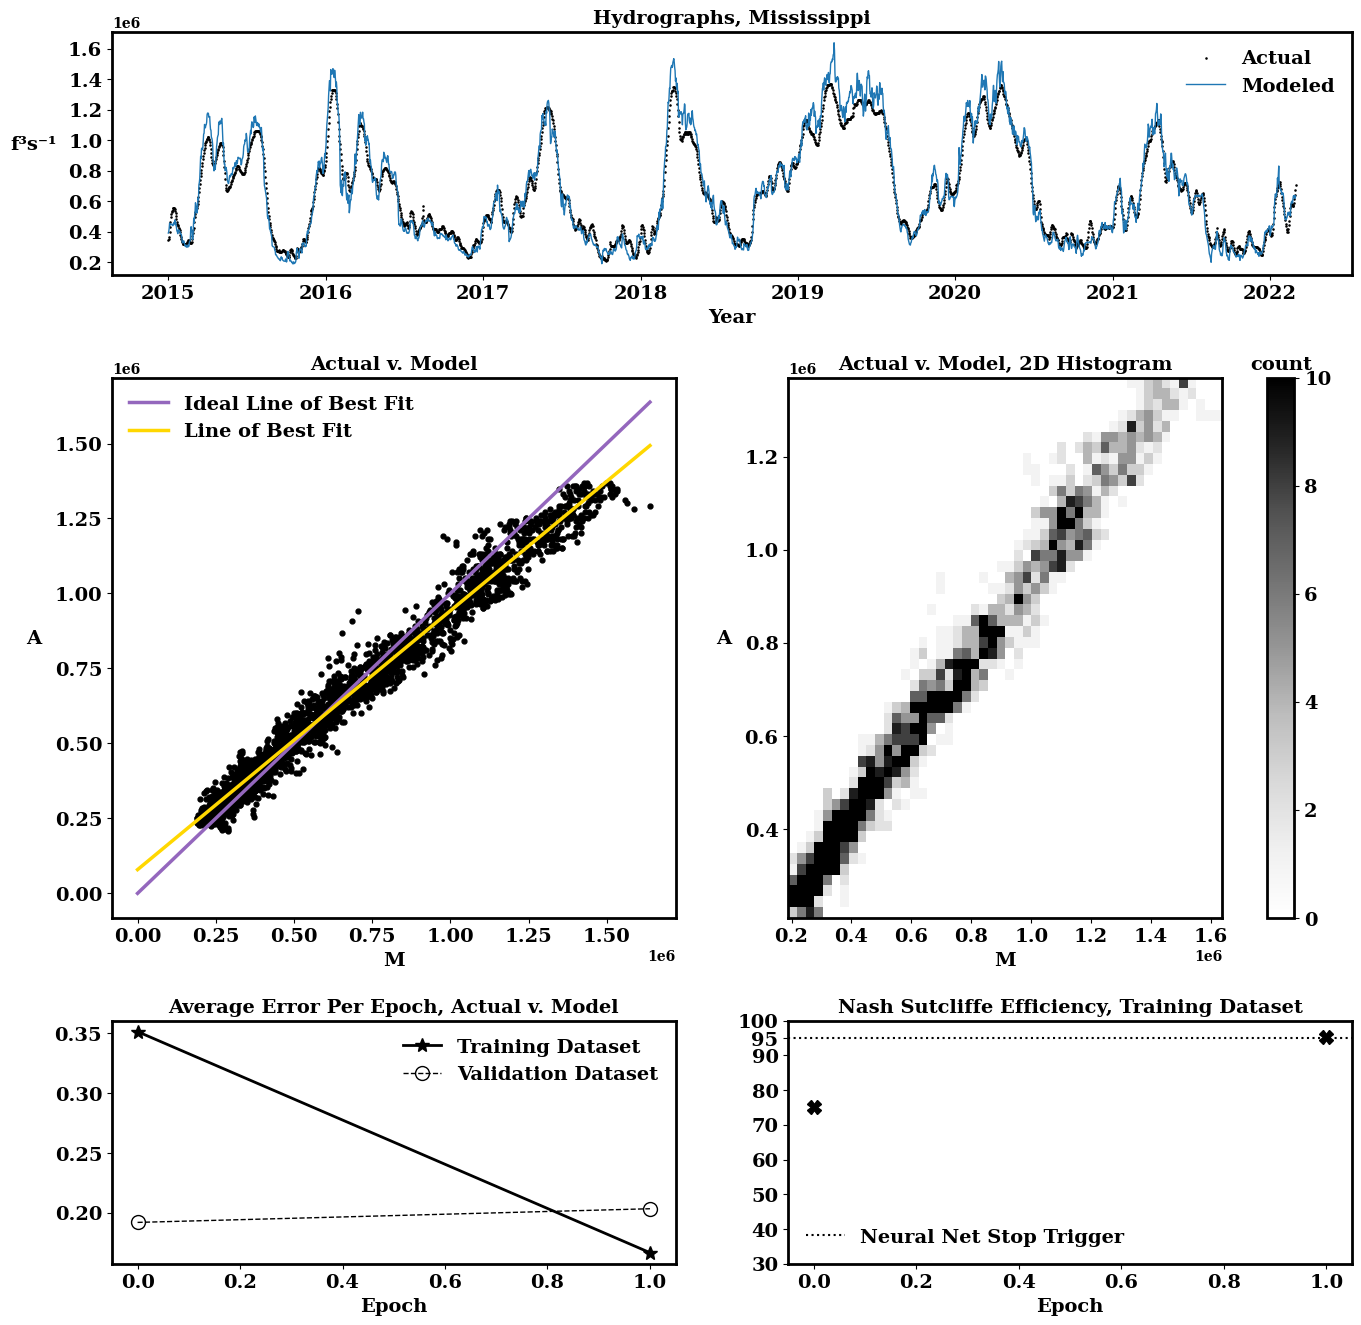 Hydrographs, Mississippi
1e6
1.6
1.4
1.2
1.0
0.8
0.6
0.4
0.2
f³s⁻¹
Actual
Modeled
2015 2016 2017 2018 2019 2020 2021 2022
Year
Actual v. Model
1e6
Ideal Line of Best Fit
Line of Best Fit
1.50
1.25
1.00
0.75
0.50
0.25
0.00
A
0.00 0.25 0.50 0.75 1.00 1.25 1.50
M
1e6
Actual v. Model, 2D Histogram
1e6
1.2
1.0
0.8
0.6
0.4
A
0.2 0.4 0.6 0.8 1.0 1.2 1.4 1.6
M
1e6
count
10
8
6
4
2
0
Average Error Per Epoch, Actual v. Model
0.35
0.30
0.25
0.20
Training Dataset
Validation Dataset
0.0 0.2 0.4 0.6 0.8 1.0
Epoch
Nash Sutcliffe Efficiency, Training Dataset
100
95
90
80
70
60
50
40
30
Neural Net Stop Trigger
0.0 0.2 0.4 0.6 0.8 1.0
Epoch